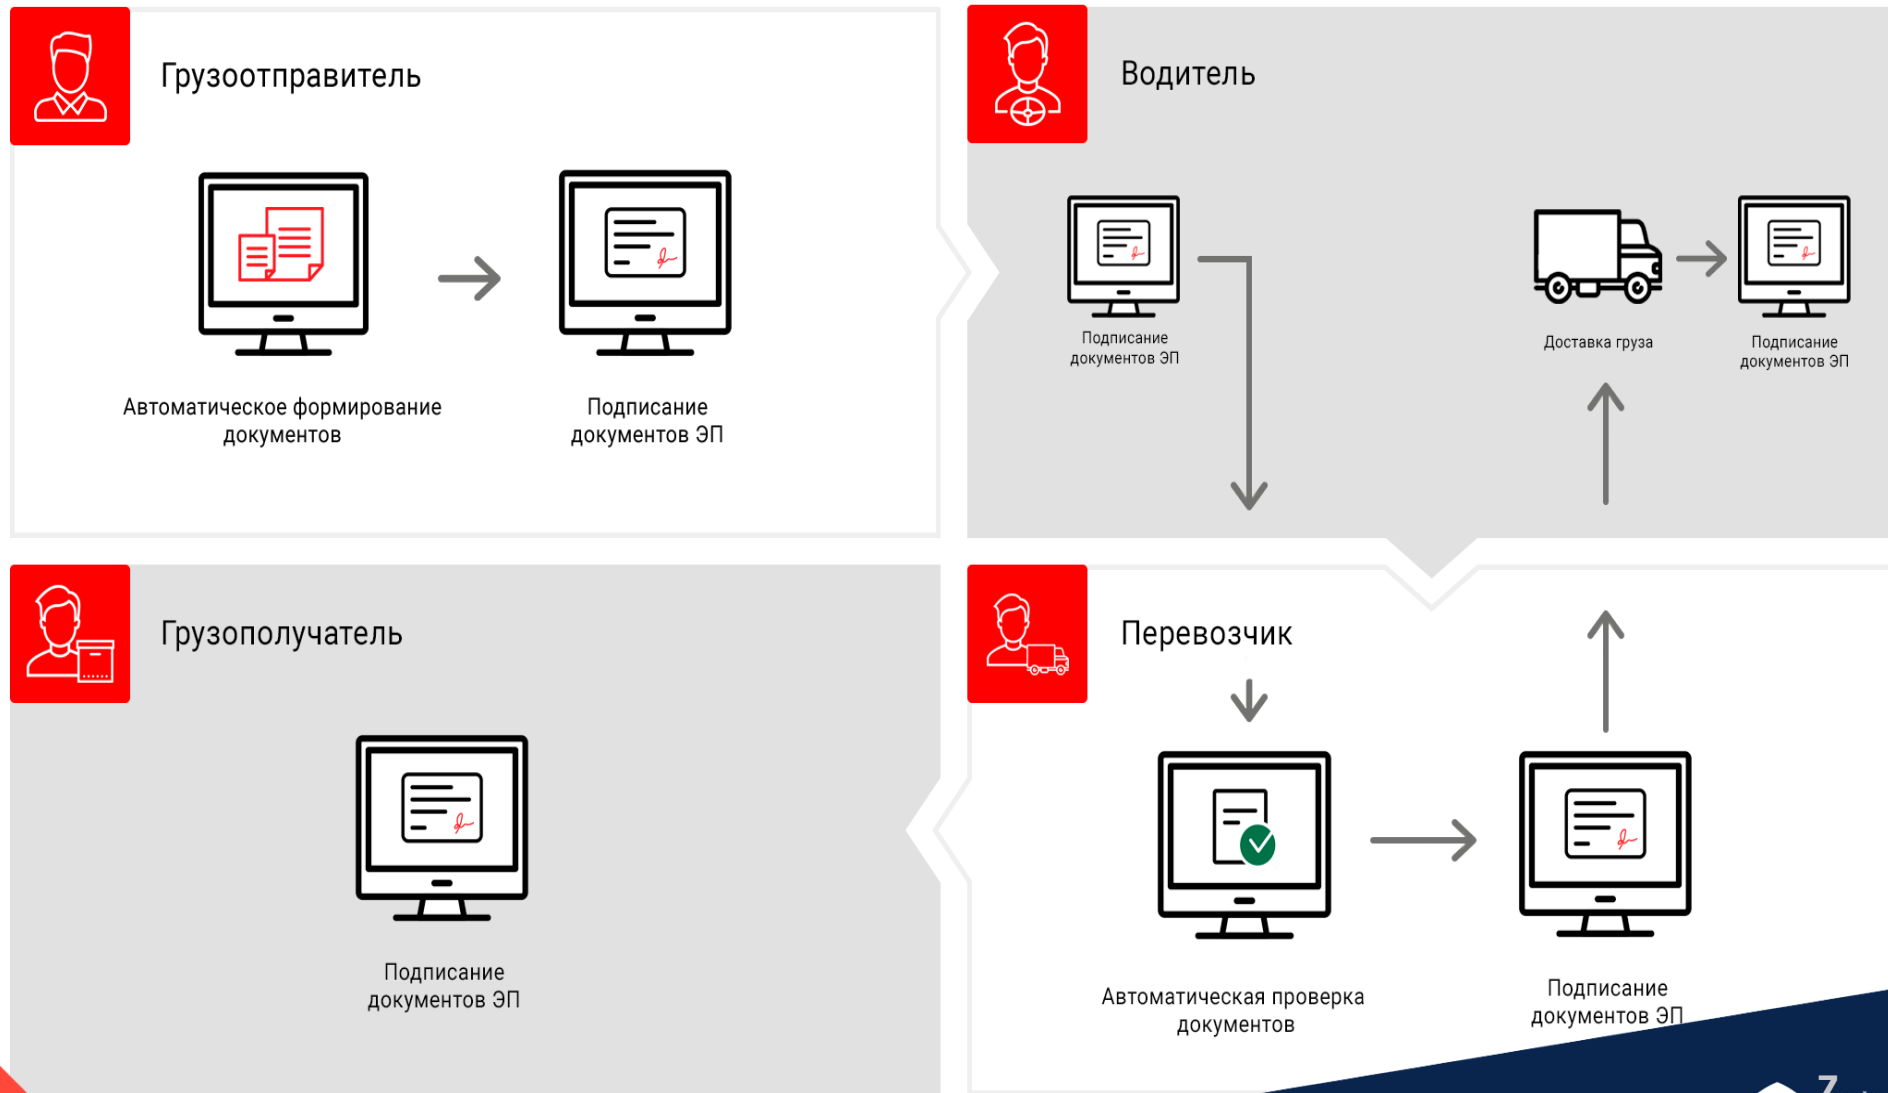 Грузоотправитель
Автоматическое формирование
документов
Подписание
документов ЭП
Водитель
Подписание
документов ЭП
Доставка груза
Подписание
документов ЭП
Грузополучатель
Подписание
документов ЭП
Перевозчик
Автоматическая проверка
документов
Подписание
документов ЭП